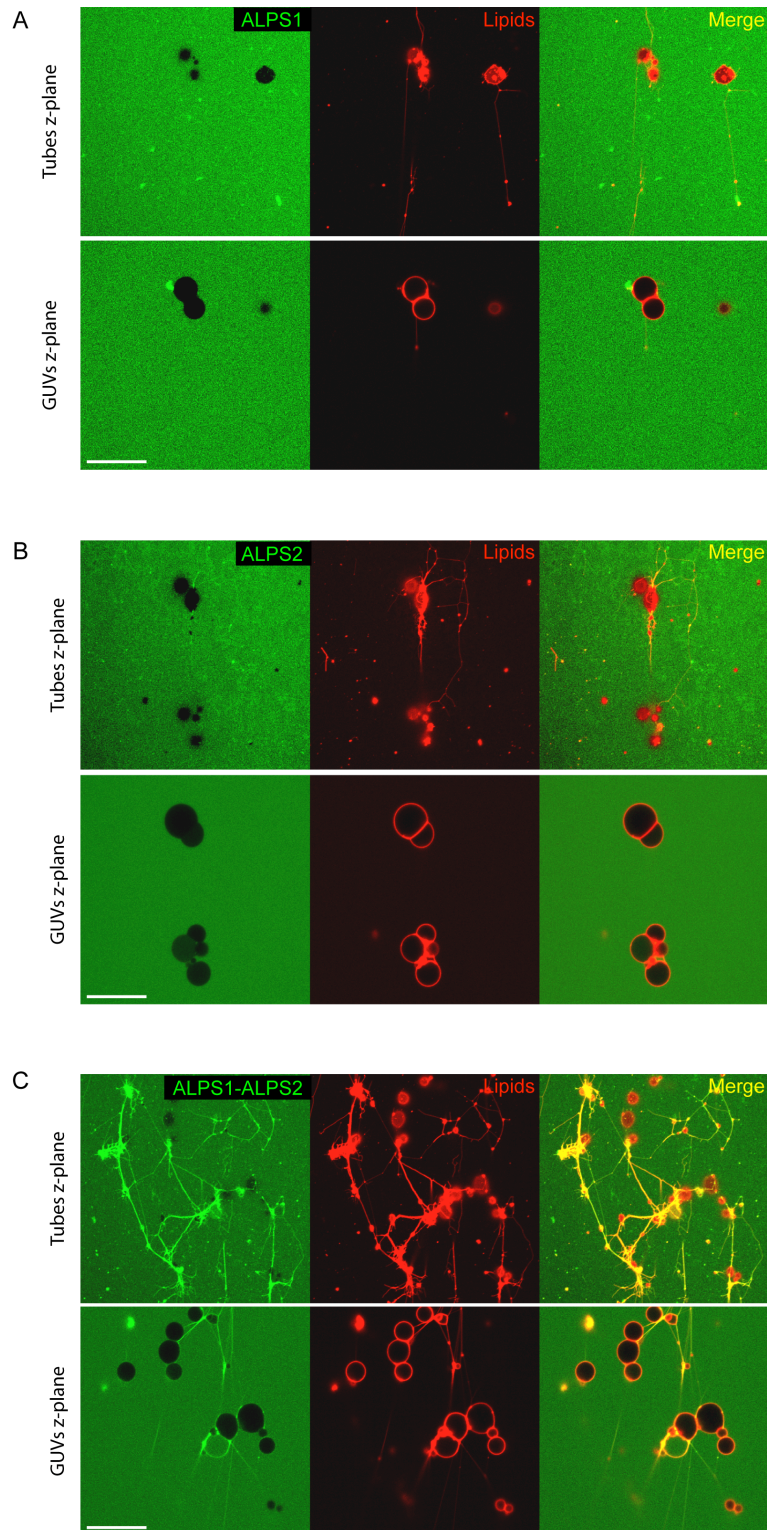 A
ALPS1
Lipids
Merge
Tubes z-plane
GUVs z-plane
B
ALPS2
Lipids
Merge
Tubes z-plane
GUVs z-plane
C
ALPS1-ALPS2
Lipids
Merge
Tubes z-plane
GUVs z-plane